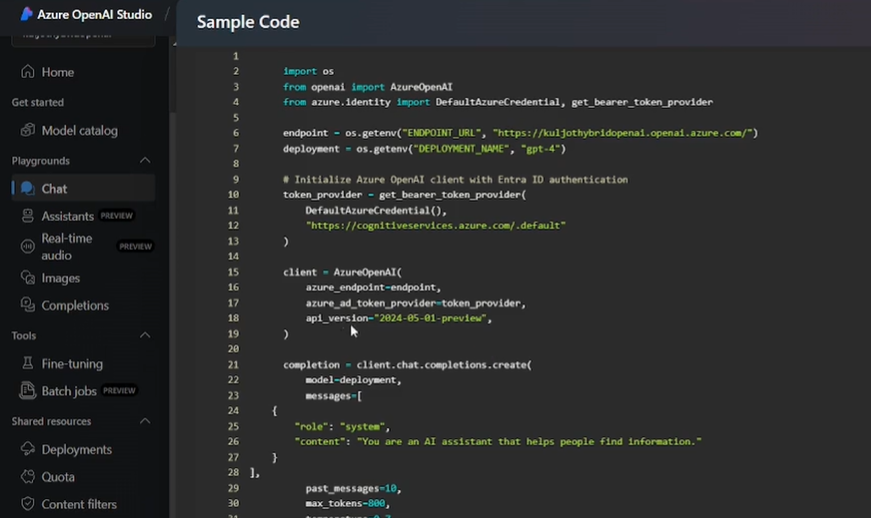 Azure OpenAI Studio /
Sample Code
Home
Get started
Model catalog
Playgrounds
Chat
Assistants PREVIEW
Real-time audio PREVIEW
Images
Completions
Tools
Fine-tuning
Batch jobs PREVIEW
Shared resources
Deployments
Quota
Content filters
1
2 import os
3 from openai import AzureOpenAI
4 from azure.identity import DefaultAzureCredential, get_bearer_token_provider
5
6 endpoint = os.getenv("ENDPOINT_URL", "https://kuljothybridopenai.openai.azure.com/")
7 deployment = os.getenv("DEPLOYMENT_NAME", "gpt-4")
8
9 # Initialize Azure OpenAI client with Entra ID authentication
10 token_provider = get_bearer_token_provider(
11 DefaultAzureCredential(),
12 "https://cognitiveservices.azure.com/.default"
13 )
14
15 client = AzureOpenAI(
16 azure_endpoint=endpoint,
17 azure_ad_token_provider=token_provider,
18 api_version="2024-05-01-preview",
19 )
20
21 completion = client.chat.completions.create(
22 model=deployment,
23 messages=[
24 {
25 "role": "system",
26 "content": "You are an AI assistant that helps people find information."
27 }
28 ],
29 past_messages=10,
30 max_tokens=800,